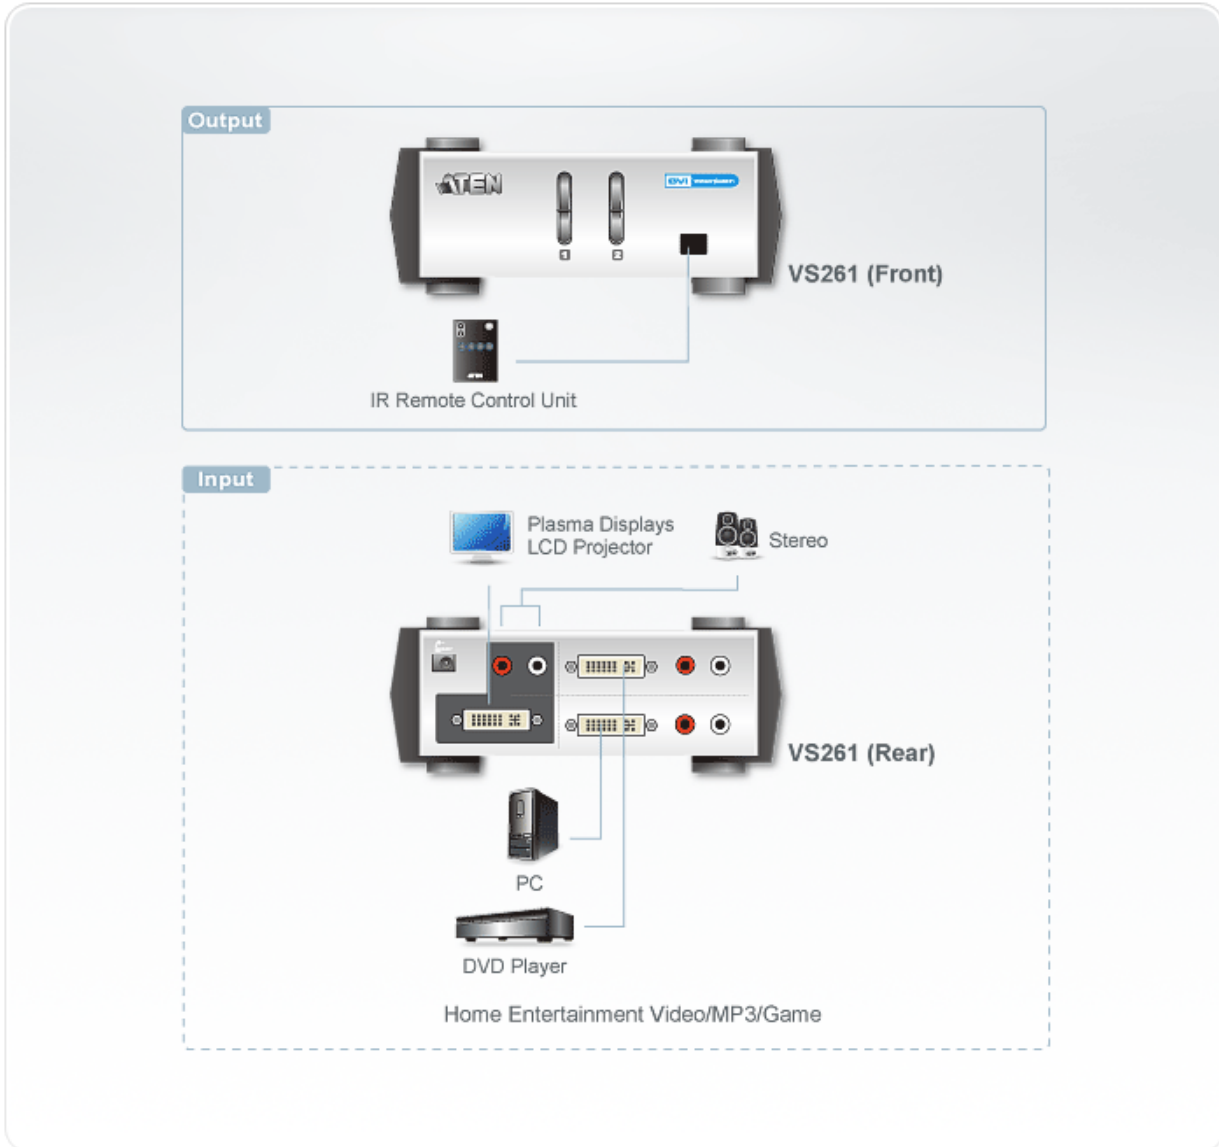 Output
ATEN
DVI
1
2
VS261 (Front)
ATEN
IR Remote Control Unit
Input
Plasma Displays
LCD Projector
Stereo
VS261 (Rear)
PC
DVD Player
Home Entertainment Video/MP3/Game